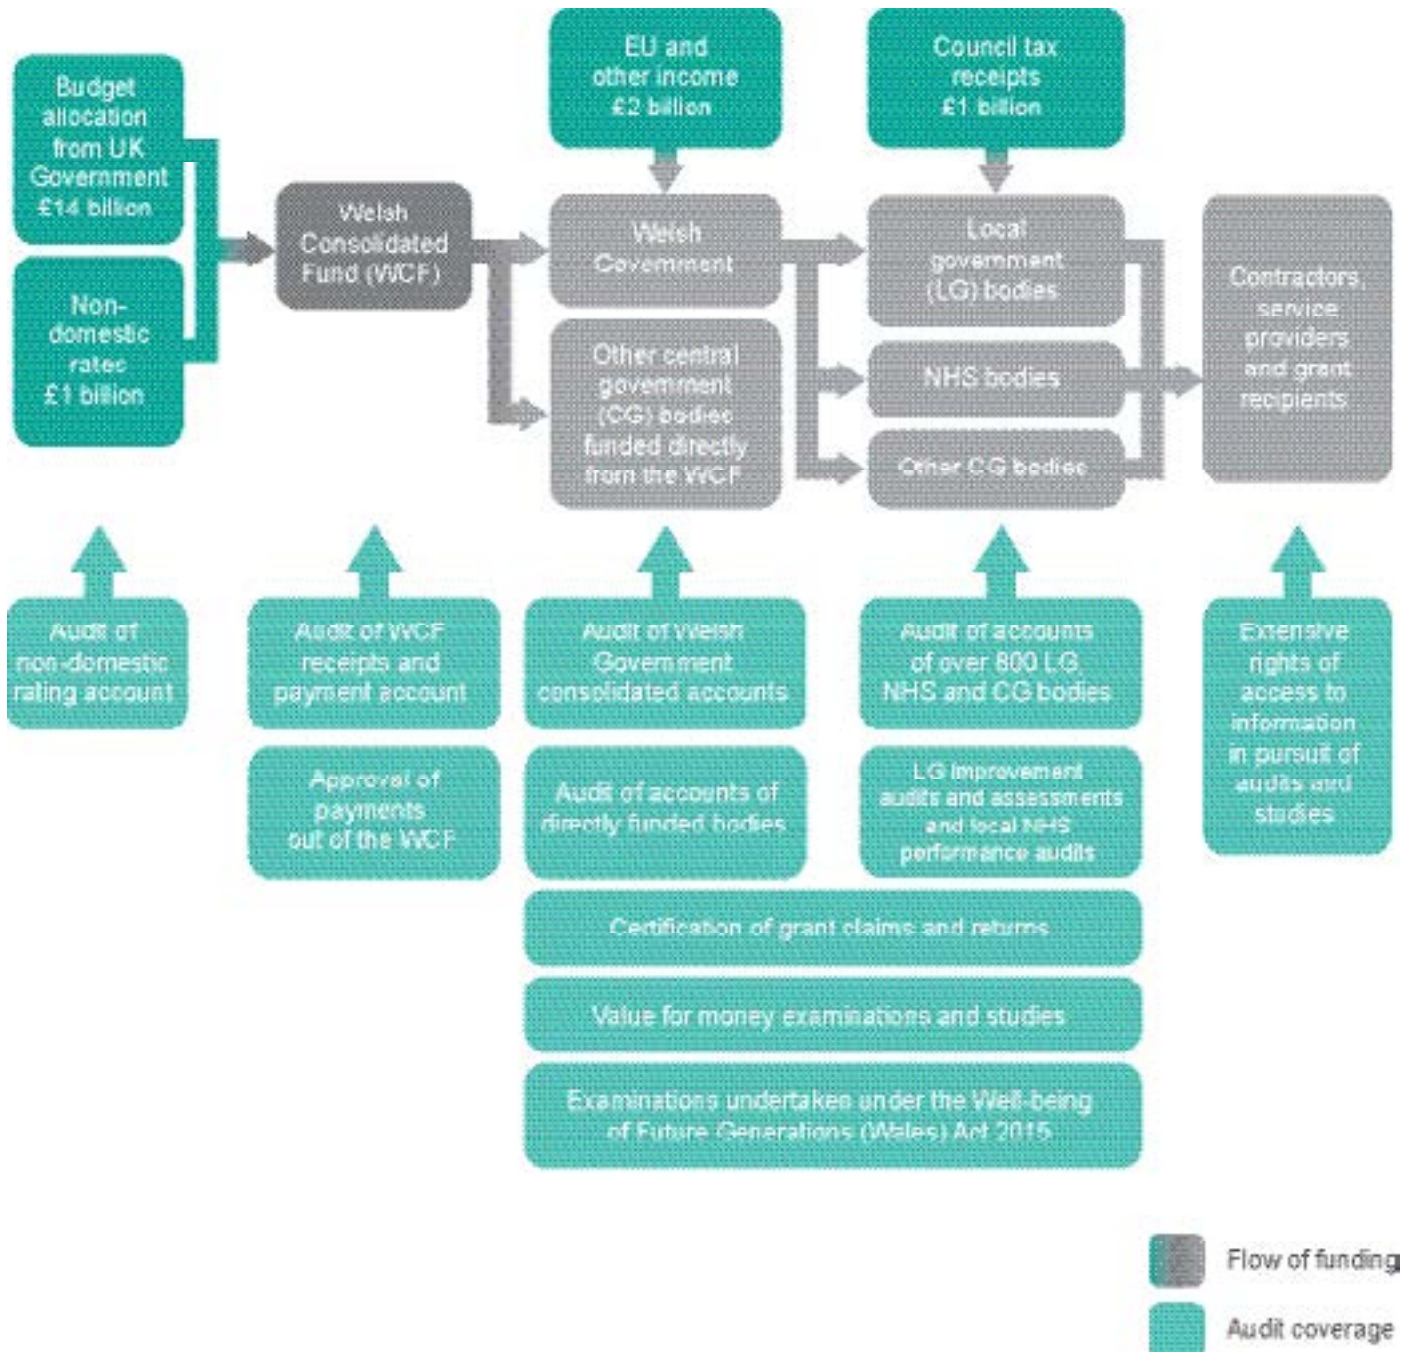 Budget
allocation
from UK
Government
£14 billion
Non-
domestic
rates
£1 billion
Welsh
Consolidated
Fund (WCF)
EU and
other income
£2 billion
Welsh
Government
Other central
government
(CG) bodies
funded directly
from the WCF
Council tax
receipts
£1 billion
Local
government
(LG) bodies
NHS bodies
Other CG bodies
Contractors,
service
providers
and grant
recipients
Audit of
non-domestic
rating account
Audit of WCF
receipts and
payment account
Approval of
payments
out of the WCF
Audit of Welsh
Government
consolidated accounts
Audit of accounts of
directly funded bodies
Audit of accounts
of over 800 LG,
NHS and CG bodies
LG improvement
audits and assessments
and local NHS
performance audits
Extensive
rights of
access to
information
in pursuit of
audits and
studies
Certification of grant claims and returns
Value for money examinations and studies
Examinations undertaken under the Well-being
of Future Generations (Wales) Act 2015
Flow of funding
Audit coverage